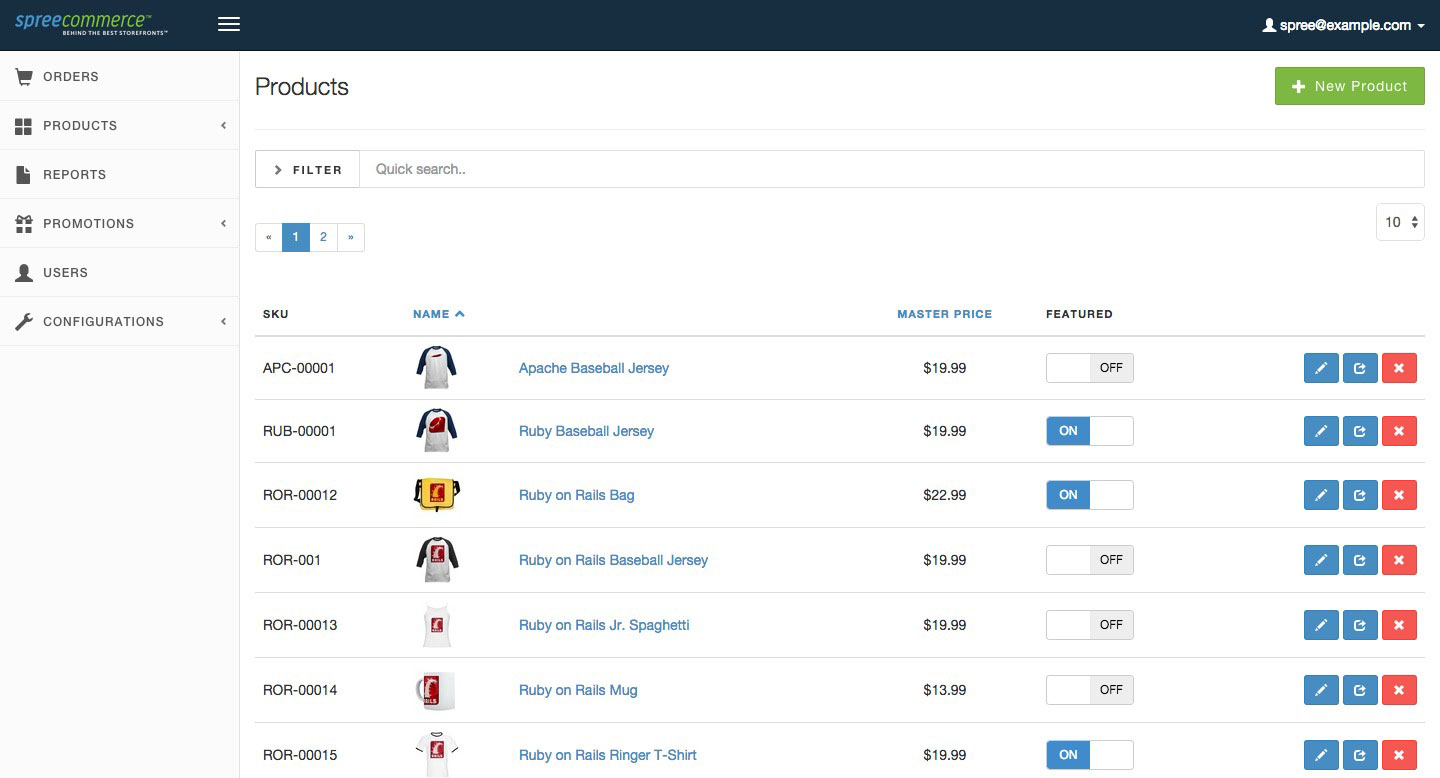 spreecommerce™
BEHIND THE BEST STOREFRONTS™
spree@example.com
ORDERS
PRODUCTS
REPORTS
PROMOTIONS
USERS
CONFIGURATIONS
Products
New Product
FILTER Quick search..
« 1 2 »
10
SKU NAME MASTER PRICE FEATURED
APC-00001 Apache Baseball Jersey $19.99 OFF
RUB-00001 Ruby Baseball Jersey $19.99 ON
ROR-00012 RAILS Ruby on Rails Bag $22.99 ON
ROR-001 RAILS Ruby on Rails Baseball Jersey $19.99 OFF
ROR-00013 Ruby on Rails Jr. Spaghetti $19.99 OFF
ROR-00014 Ruby on Rails Mug $13.99 OFF
ROR-00015 RAILS Ruby on Rails Ringer T-Shirt $19.99 ON